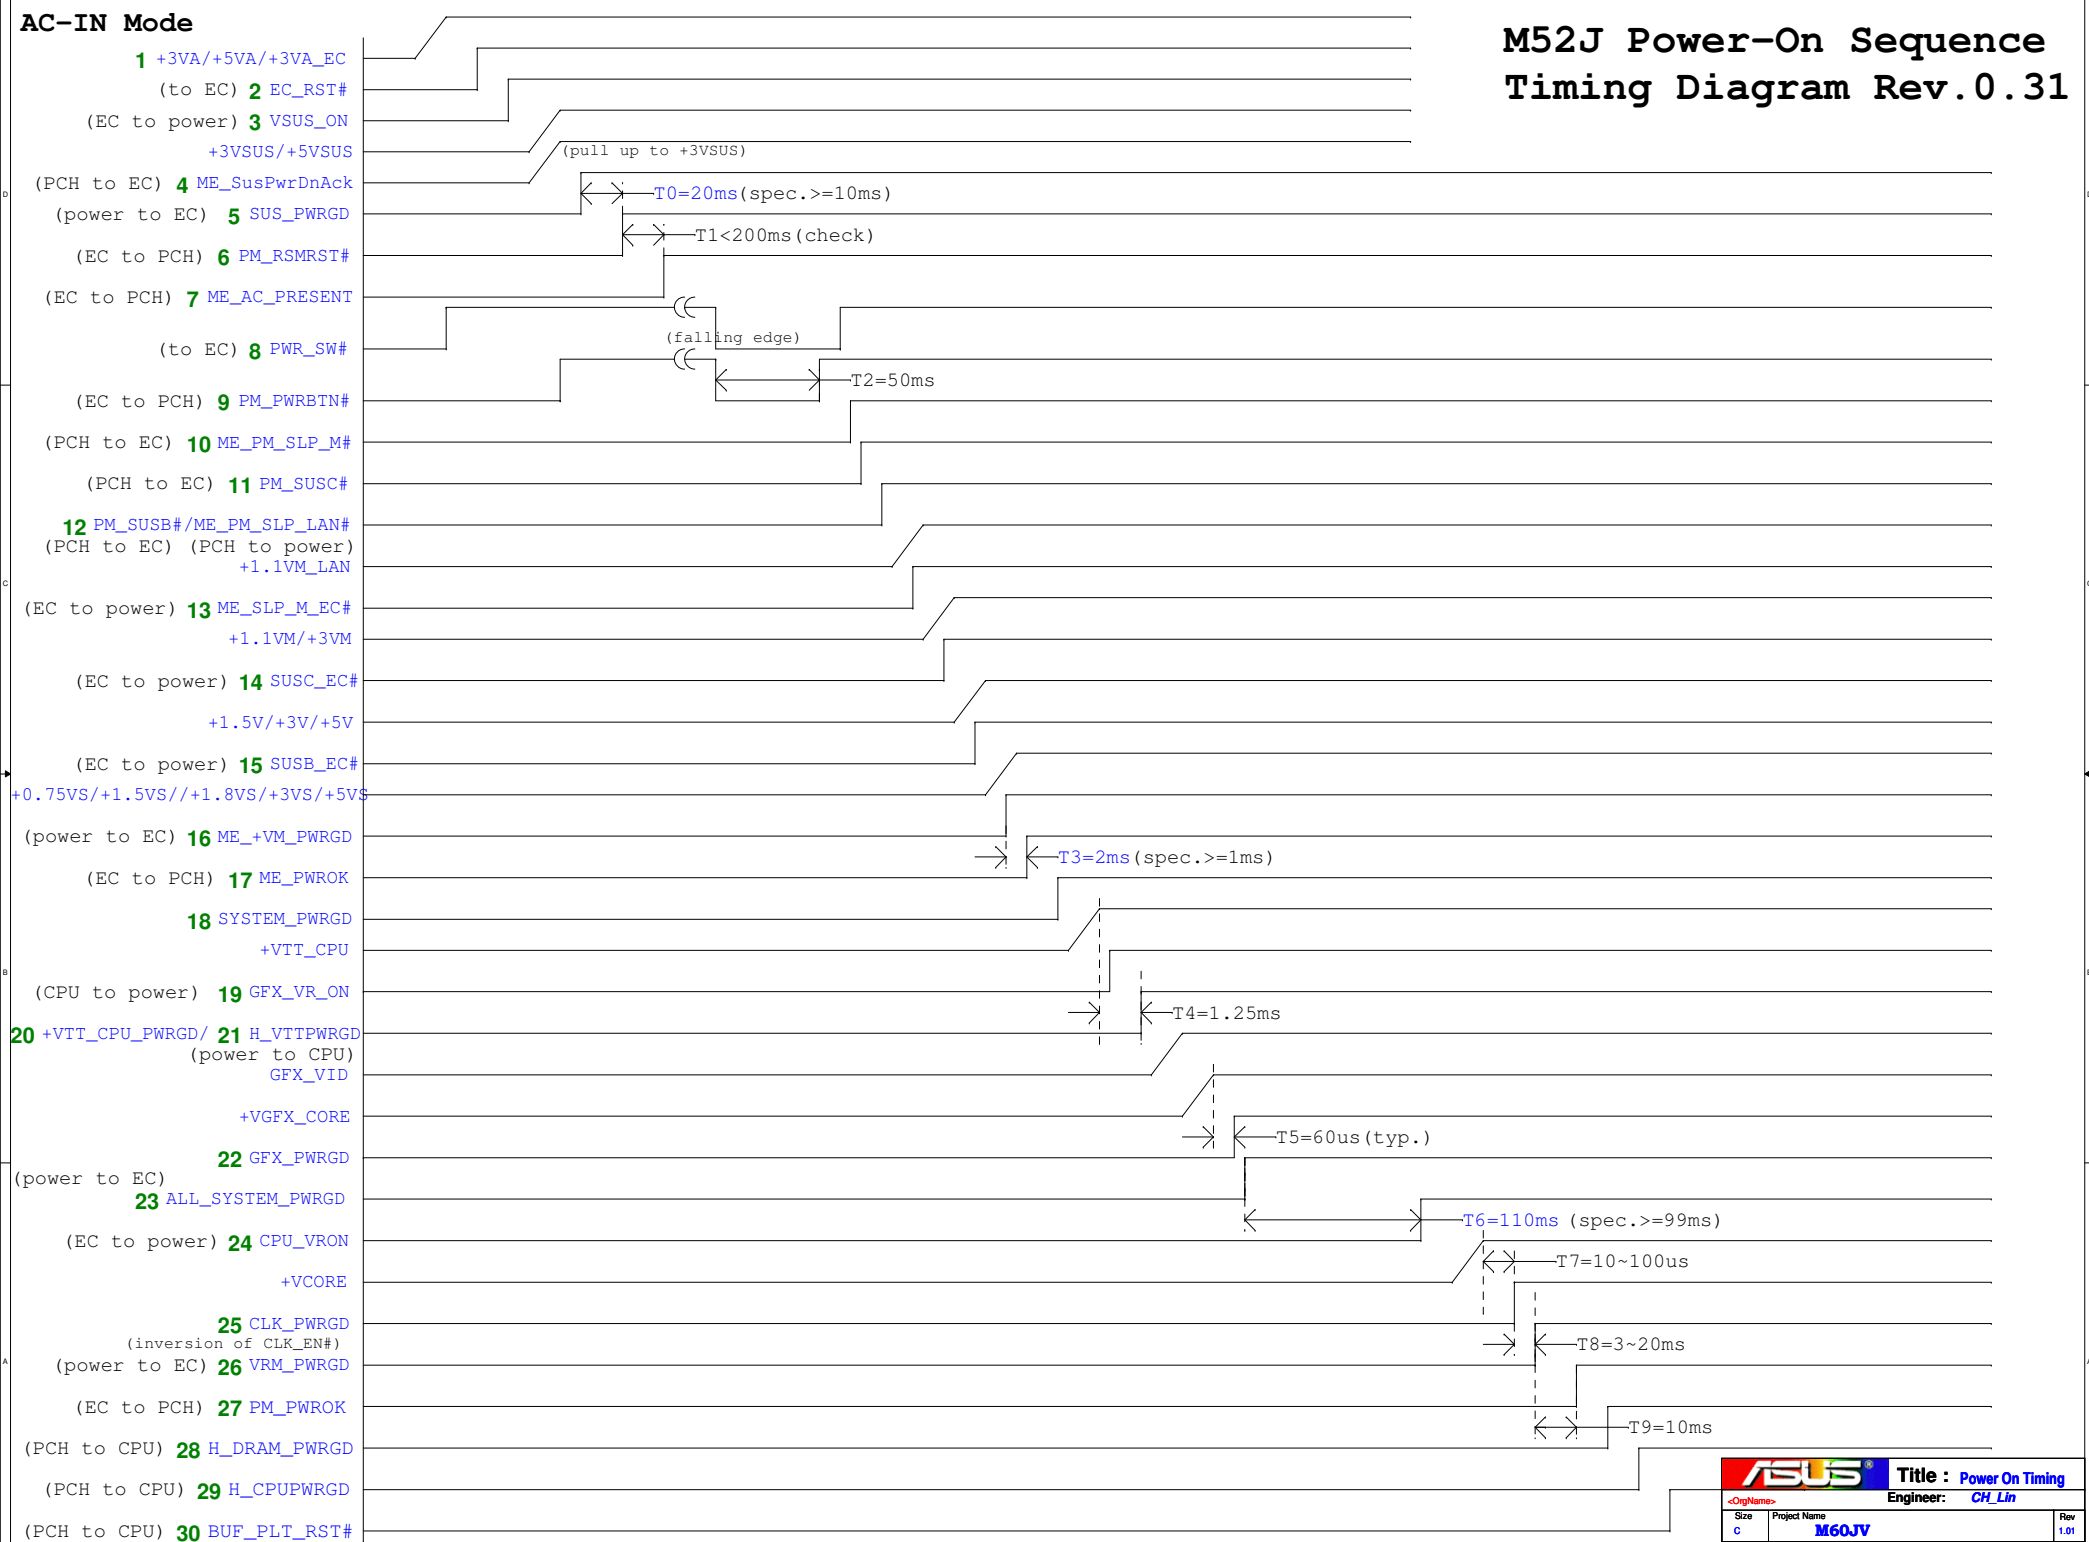 AC-IN Mode
M52J Power-On Sequence
Timing Diagram Rev.0.31
1 +3VA/+5VA/+3VA_EC
(to EC) 2 EC_RST#
(EC to power) 3 VSUS_ON
+3VSUS/+5VSUS
(pull up to +3VSUS)
(PCH to EC) 4 ME_SusPwrDnAck
T0=20ms(spec.>=10ms)
(power to EC) 5 SUS_PWRGD
T1<200ms(check)
(EC to PCH) 6 PM_RSMRST#
(EC to PCH) 7 ME_AC_PRESENT
(falling edge)
(to EC) 8 PWR_SW#
T2=50ms
(EC to PCH) 9 PM_PWRBTN#
(PCH to EC) 10 ME_PM_SLP_M#
(PCH to EC) 11 PM_SUSC#
12 PM_SUSB#/ME_PM_SLP_LAN#
(PCH to EC) (PCH to power)
+1.1VM_LAN
(EC to power) 13 ME_SLP_M_EC#
+1.1VM/+3VM
(EC to power) 14 SUSC_EC#
+1.5V/+3V/+5V
(EC to power) 15 SUSB_EC#
+0.75VS/+1.5VS//+1.8VS/+3VS/+5VS
(power to EC) 16 ME_+VM_PWRGD
T3=2ms(spec.>=1ms)
(EC to PCH) 17 ME_PWROK
18 SYSTEM_PWRGD
+VTT_CPU
(CPU to power) 19 GFX_VR_ON
T4=1.25ms
20 +VTT_CPU_PWRGD/ 21 H_VTTPWRGD
(power to CPU)
GFX_VID
+VGFX_CORE
T5=60us(typ.)
22 GFX_PWRGD
(power to EC)
23 ALL_SYSTEM_PWRGD
T6=110ms (spec.>=99ms)
(EC to power) 24 CPU_VRON
T7=10~100us
+VCORE
25 CLK_PWRGD
(inversion of CLK_EN#)
T8=3~20ms
(power to EC) 26 VRM_PWRGD
(EC to PCH) 27 PM_PWROK
T9=10ms
(PCH to CPU) 28 H_DRAM_PWRGD
(PCH to CPU) 29 H_CPUPWRGD
(PCH to CPU) 30 BUF_PLT_RST#
ASUS® Title : Power On Timing
<OrgName> Engineer: CH_Lin
Size Project Name Rev
C M60JV 1.01
D
C
B
A